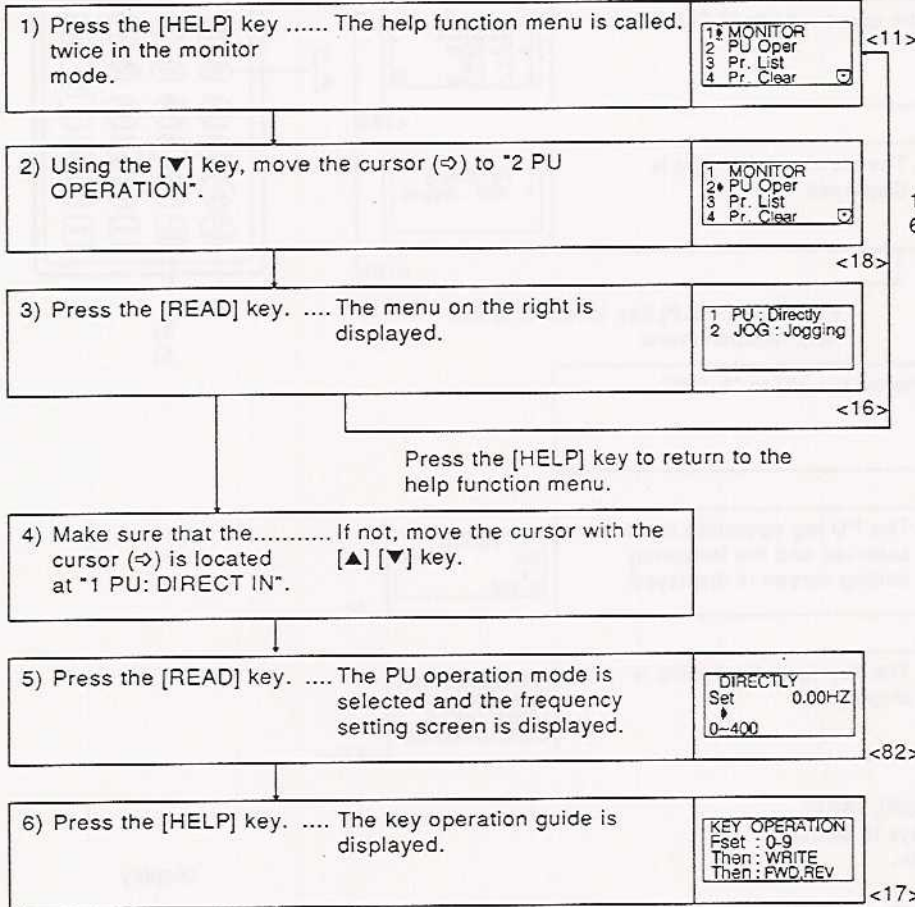 1) Press the [HELP] key ...... The help function menu is called.
twice in the monitor
mode.
1 MONITOR
2 PU Oper
3 Pr. List
4 Pr. Clear
<11>
2) Using the [▼] key, move the cursor (⇨) to "2 PU
OPERATION".
1 MONITOR
2 PU Oper
3 Pr. List
4 Pr. Clear
1
6
<18>
3) Press the [READ] key. .... The menu on the right is
displayed.
1 PU : Directly
2 JOG : Jogging
<16>
Press the [HELP] key to return to the
help function menu.
4) Make sure that the........... If not, move the cursor with the
cursor (⇨) is located [▲] [▼] key.
at "1 PU: DIRECT IN".
5) Press the [READ] key. .... The PU operation mode is
selected and the frequency
setting screen is displayed.
DIRECTLY
Set 0.00HZ
0~400
<82>
6) Press the [HELP] key. .... The key operation guide is
displayed.
KEY OPERATION
Fset : 0-9
Then : WRITE
Then : FWD,REV
<17>